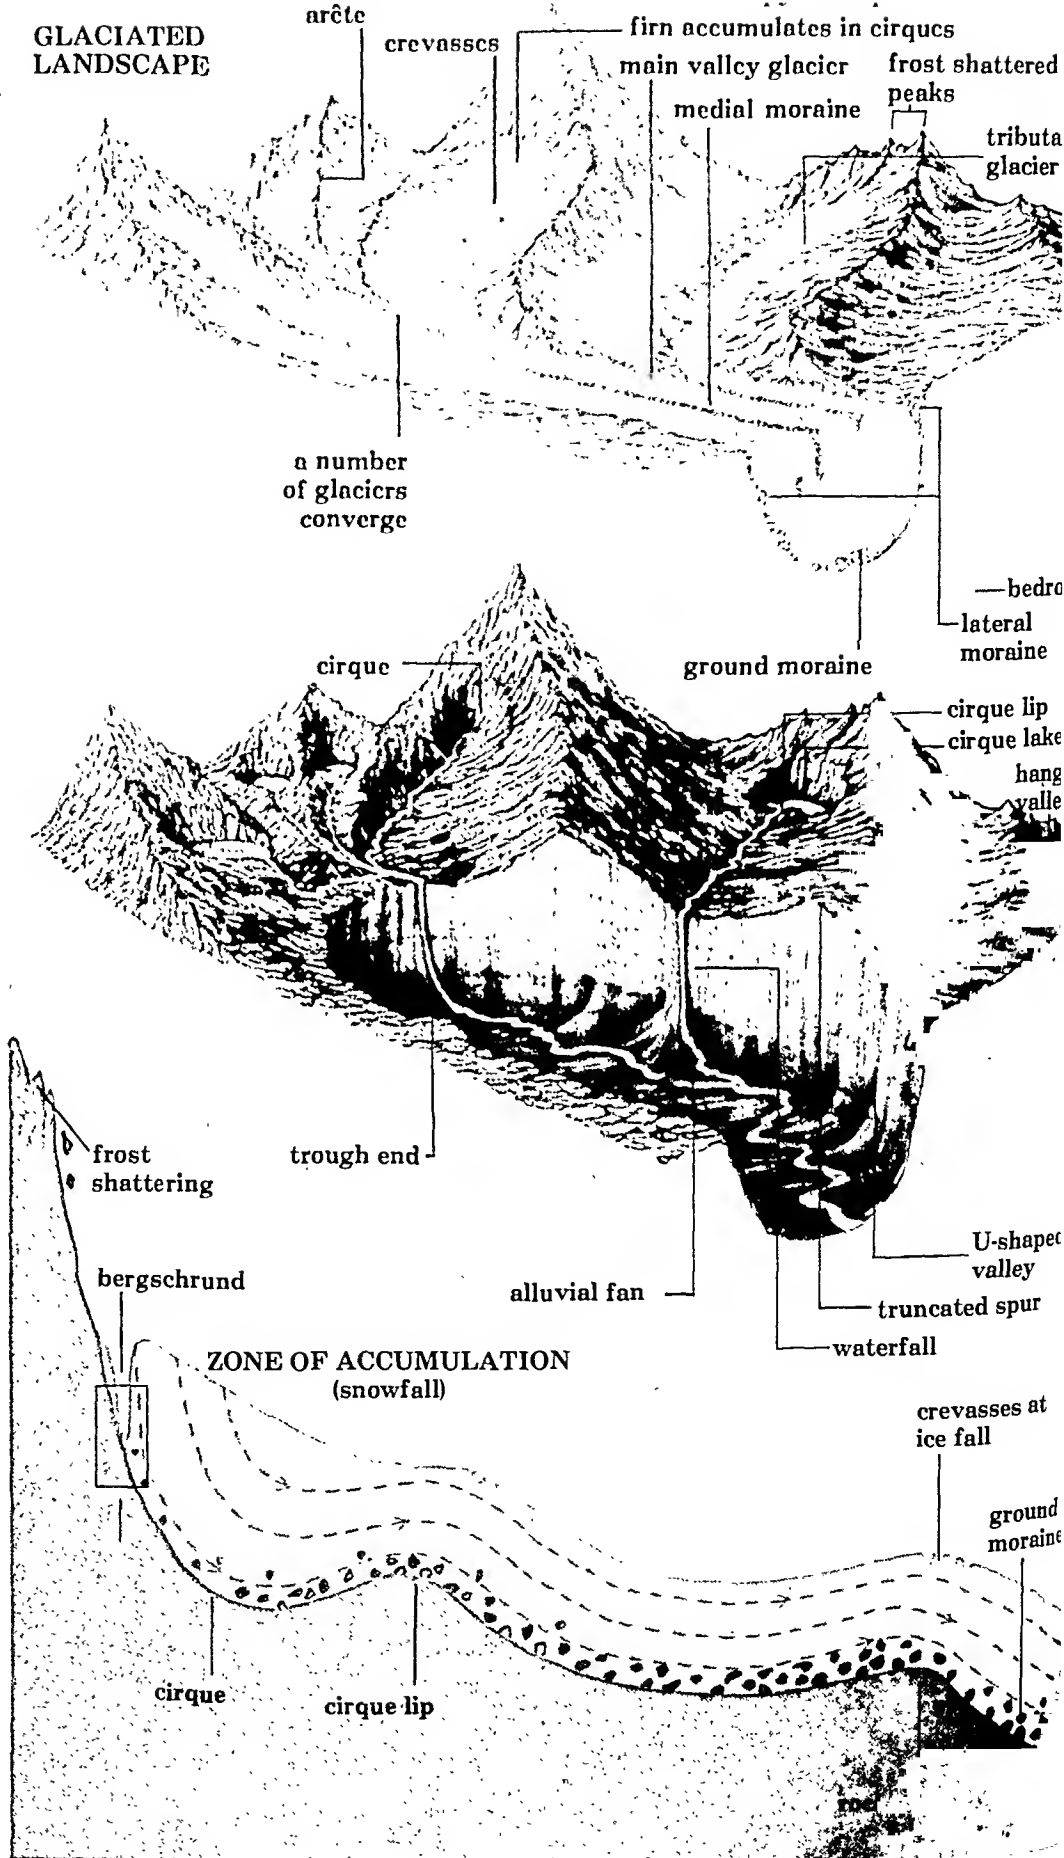 GLACIATED
LANDSCAPE
arête
crevasses
firn accumulates in cirques
main valley glacier
medial moraine
frost shattered
peaks
tributa
glacier
a number
of glaciers
converge
bedro
lateral
moraine
ground moraine
cirque
cirque lip
cirque lake
hang
valle
frost
shattering
trough end
U-shaped
valley
alluvial fan
truncated spur
waterfall
bergschrund
ZONE OF ACCUMULATION
(snowfall)
crevasses at
ice fall
ground
moraine
cirque
cirque lip